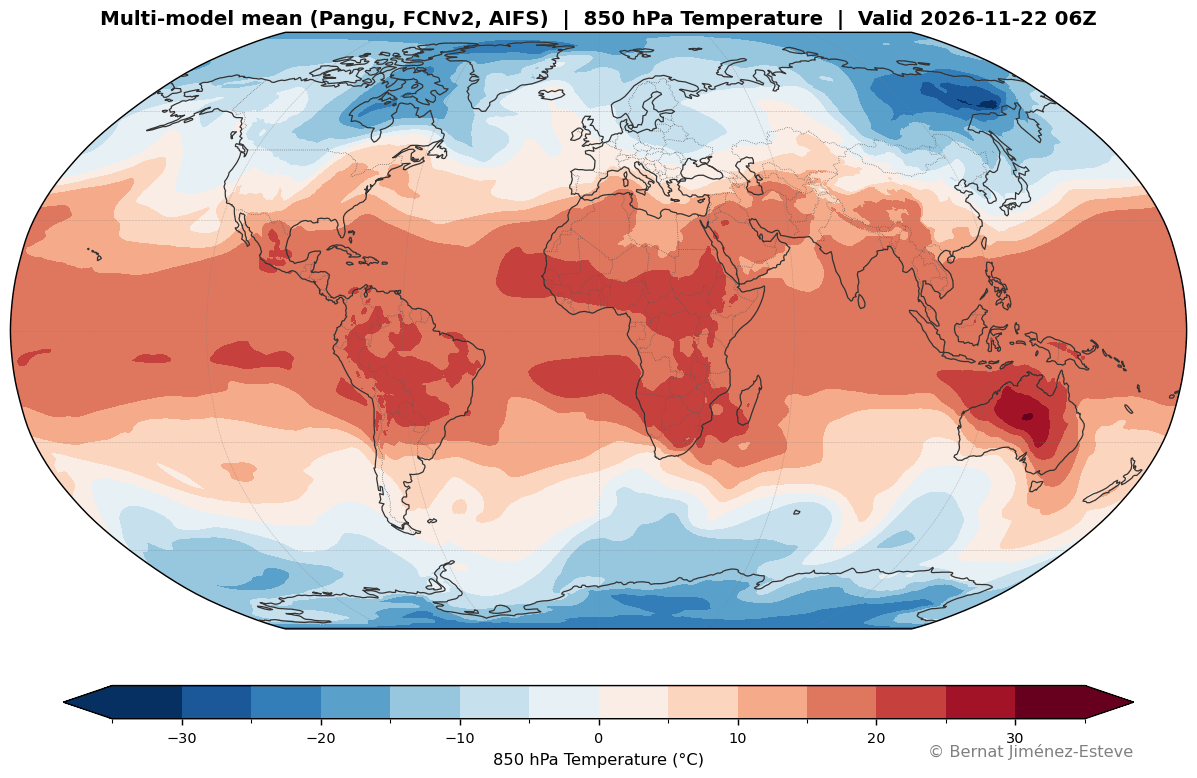 Multi-model mean (Pangu, FCNv2, AIFS)  |  850 hPa Temperature  |  Valid 2026-11-22 06Z
−30 −20 −10 0 10 20 30
850 hPa Temperature (°C)
© Bernat Jiménez-Esteve